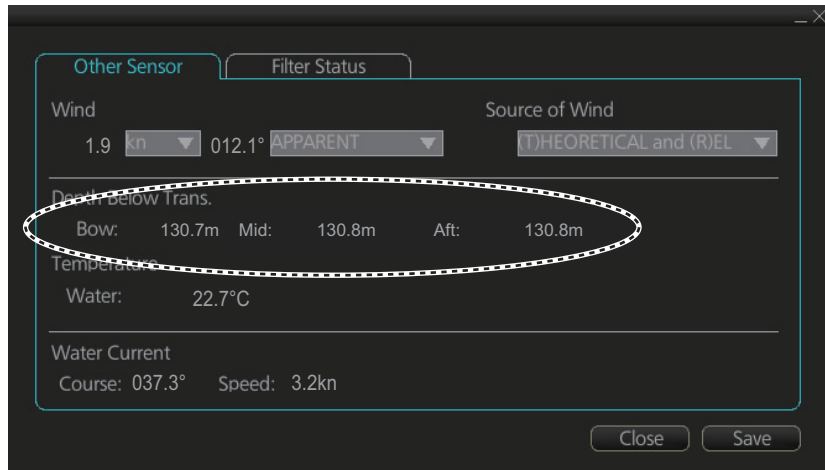 Other Sensor Filter Status
Wind Source of Wind
1.9 kn 012.1° APPARENT (T)HEORETICAL and (R)EL
Depth Below Trans.
Bow: 130.7m Mid: 130.8m Aft: 130.8m
Temperature
Water: 22.7°C
Water Current
Course: 037.3° Speed: 3.2kn
Close Save